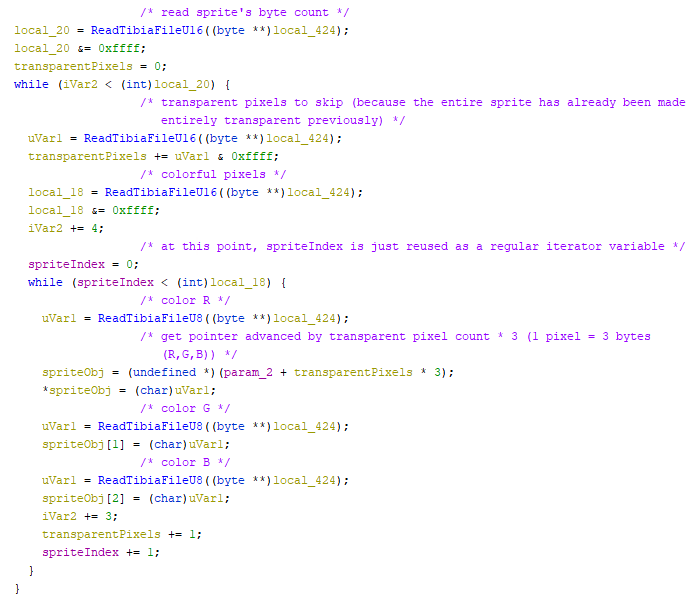 /* read sprite's byte count */
local_20 = ReadTibiaFileU16((byte **)local_424);
local_20 &= 0xffff;
transparentPixels = 0;
while (iVar2 < (int)local_20) {
/* transparent pixels to skip (because the entire sprite has already been made
entirely transparent previously) */
uVar1 = ReadTibiaFileU16((byte **)local_424);
transparentPixels += uVar1 & 0xffff;
/* colorful pixels */
local_18 = ReadTibiaFileU16((byte **)local_424);
local_18 &= 0xffff;
iVar2 += 4;
/* at this point, spriteIndex is just reused as a regular iterator variable */
spriteIndex = 0;
while (spriteIndex < (int)local_18) {
/* color R */
uVar1 = ReadTibiaFileU8((byte **)local_424);
/* get pointer advanced by transparent pixel count * 3 (1 pixel = 3 bytes
(R,G,B)) */
spriteObj = (undefined *)(param_2 + transparentPixels * 3);
*spriteObj = (char)uVar1;
/* color G */
uVar1 = ReadTibiaFileU8((byte **)local_424);
spriteObj[1] = (char)uVar1;
/* color B */
uVar1 = ReadTibiaFileU8((byte **)local_424);
spriteObj[2] = (char)uVar1;
iVar2 += 3;
transparentPixels += 1;
spriteIndex += 1;
}
}